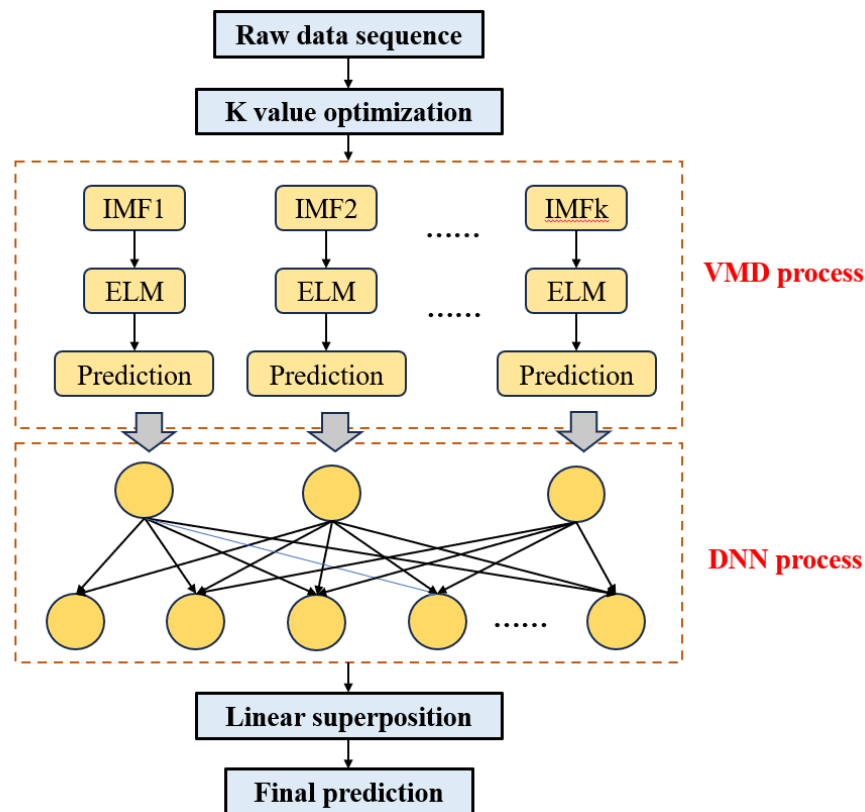 Raw data sequence
K value optimization
IMF1
IMF2
......
IMFk
ELM
ELM
......
ELM
VMD process
Prediction
Prediction
Prediction
DNN process
......
Linear superposition
Final prediction